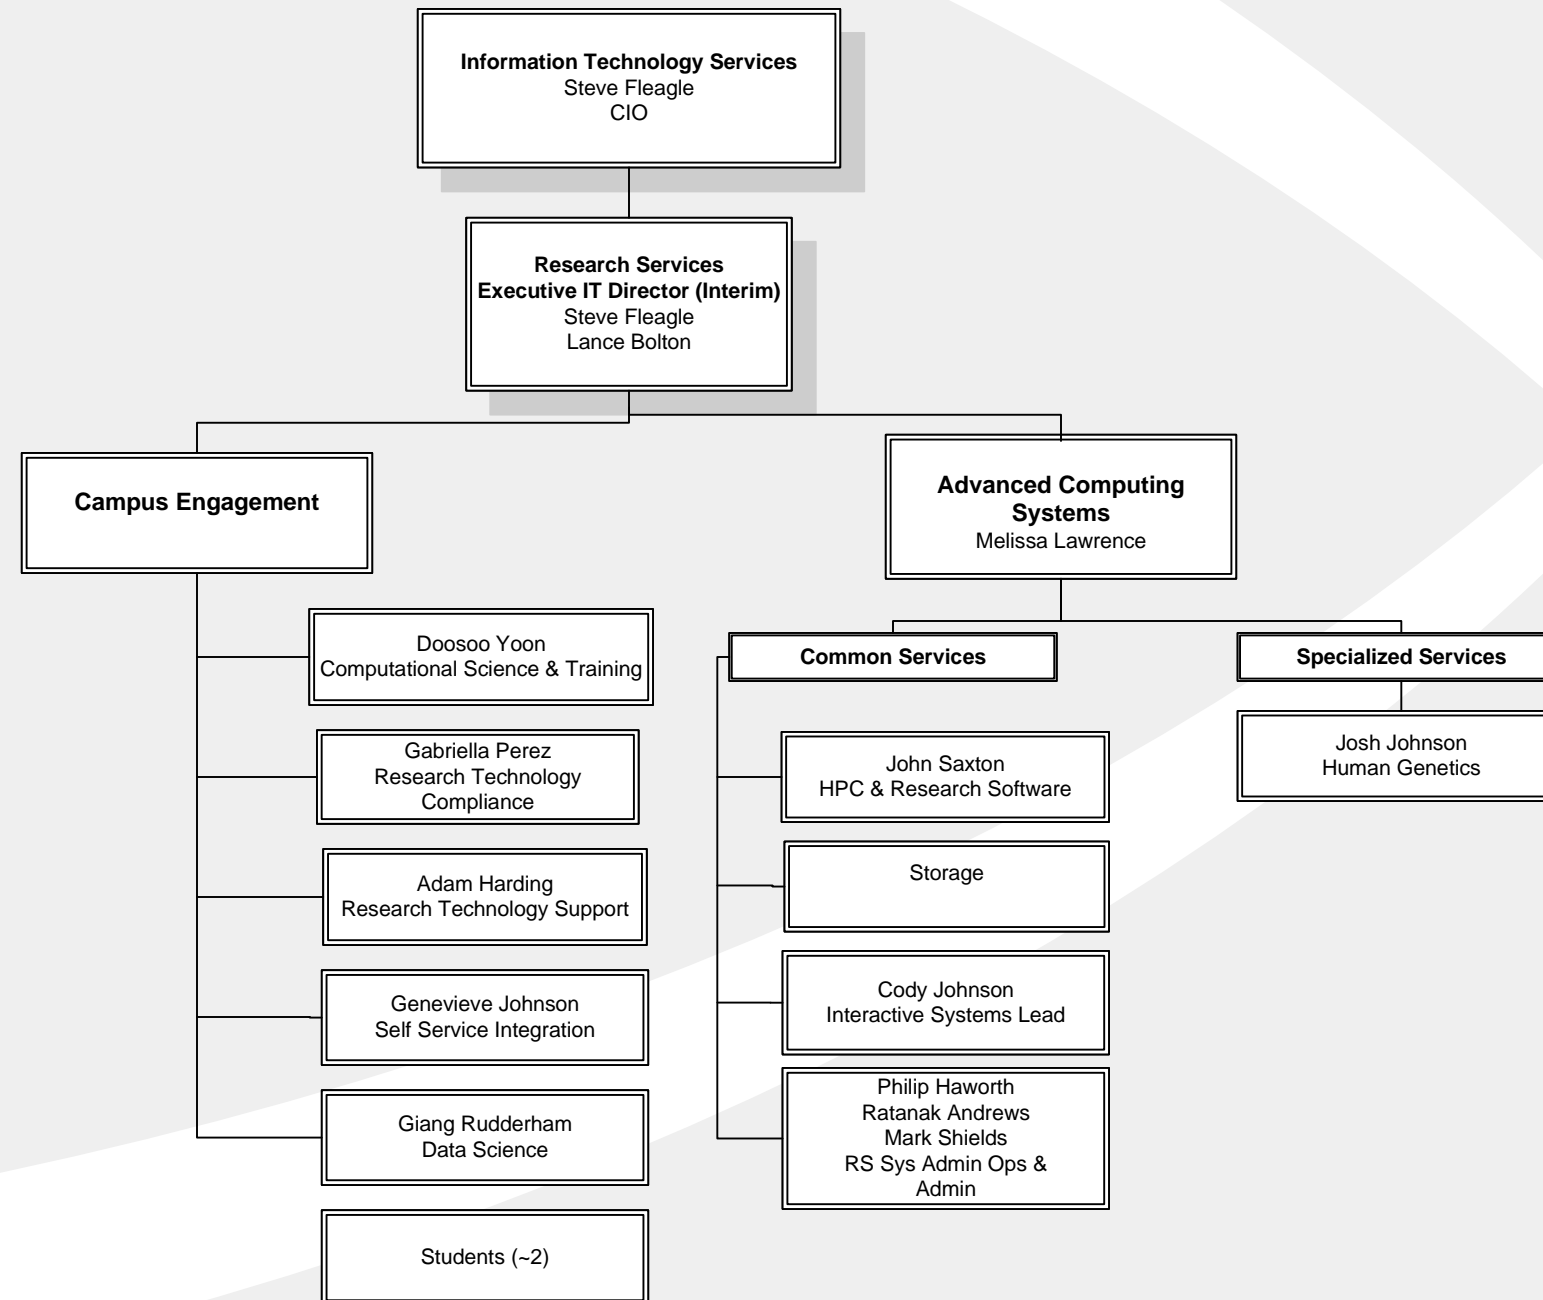 Information Technology Services
Steve Fleagle
CIO
Research Services
Executive IT Director (Interim)
Steve Fleagle
Lance Bolton
Campus Engagement
Doosoo Yoon
Computational Science & Training
Gabriella Perez
Research Technology
Compliance
Adam Harding
Research Technology Support
Genevieve Johnson
Self Service Integration
Giang Rudderham
Data Science
Students (~2)
Advanced Computing
Systems
Melissa Lawrence
Common Services
John Saxton
HPC & Research Software
Storage
Cody Johnson
Interactive Systems Lead
Philip Haworth
Ratanak Andrews
Mark Shields
RS Sys Admin Ops &
Admin
Specialized Services
Josh Johnson
Human Genetics